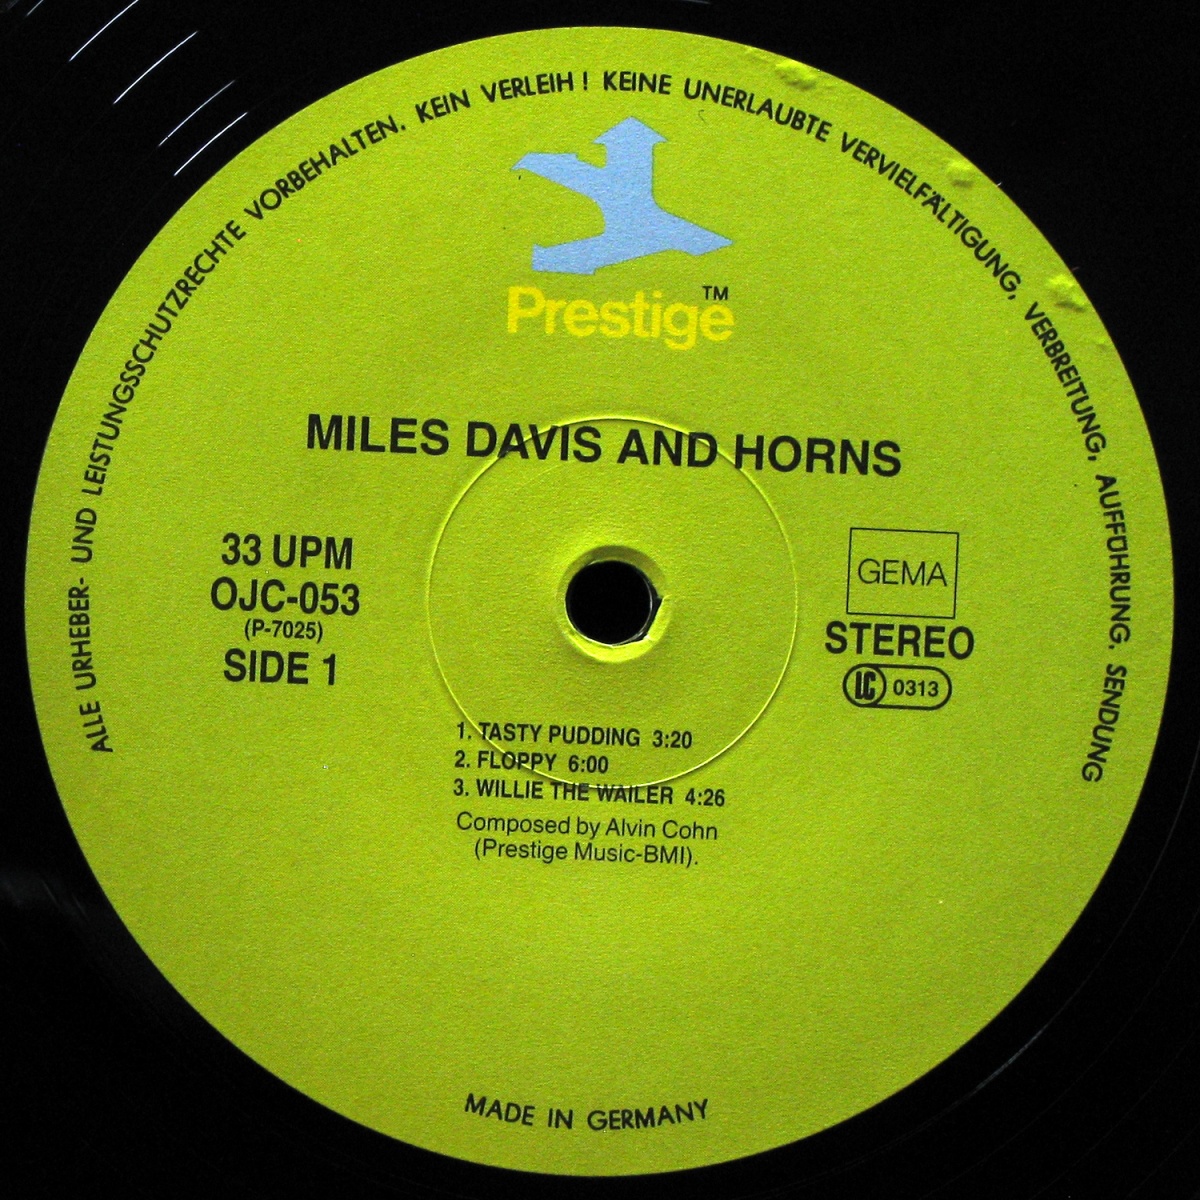 ALLE URHEBER- UND LEISTUNGSSCHUTZRECHTE VORBEHALTEN. KEIN VERLEIH! KEINE UNERLAUBTE VERVIELFÄLTIGUNG, VERBREITUNG, AUFFÜHRUNG. SENDUNG
Prestige™
MILES DAVIS AND HORNS
33 UPM
OJC-053
(P-7025)
SIDE 1
GEMA
STEREO
LC 0313
1. TASTY PUDDING 3:20
2. FLOPPY 6:00
3. WILLIE THE WAILER 4:26
Composed by Alvin Cohn
(Prestige Music-BMI).
MADE IN GERMANY